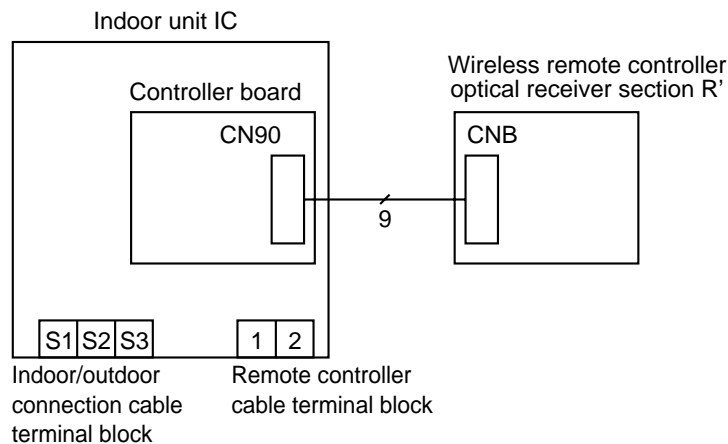 Indoor unit IC
Wireless remote controller
optical receiver section R’
Controller board
CN90
CNB
9
S1 S2 S3
1 2
Indoor/outdoor
connection cable
terminal block
Remote controller
cable terminal block